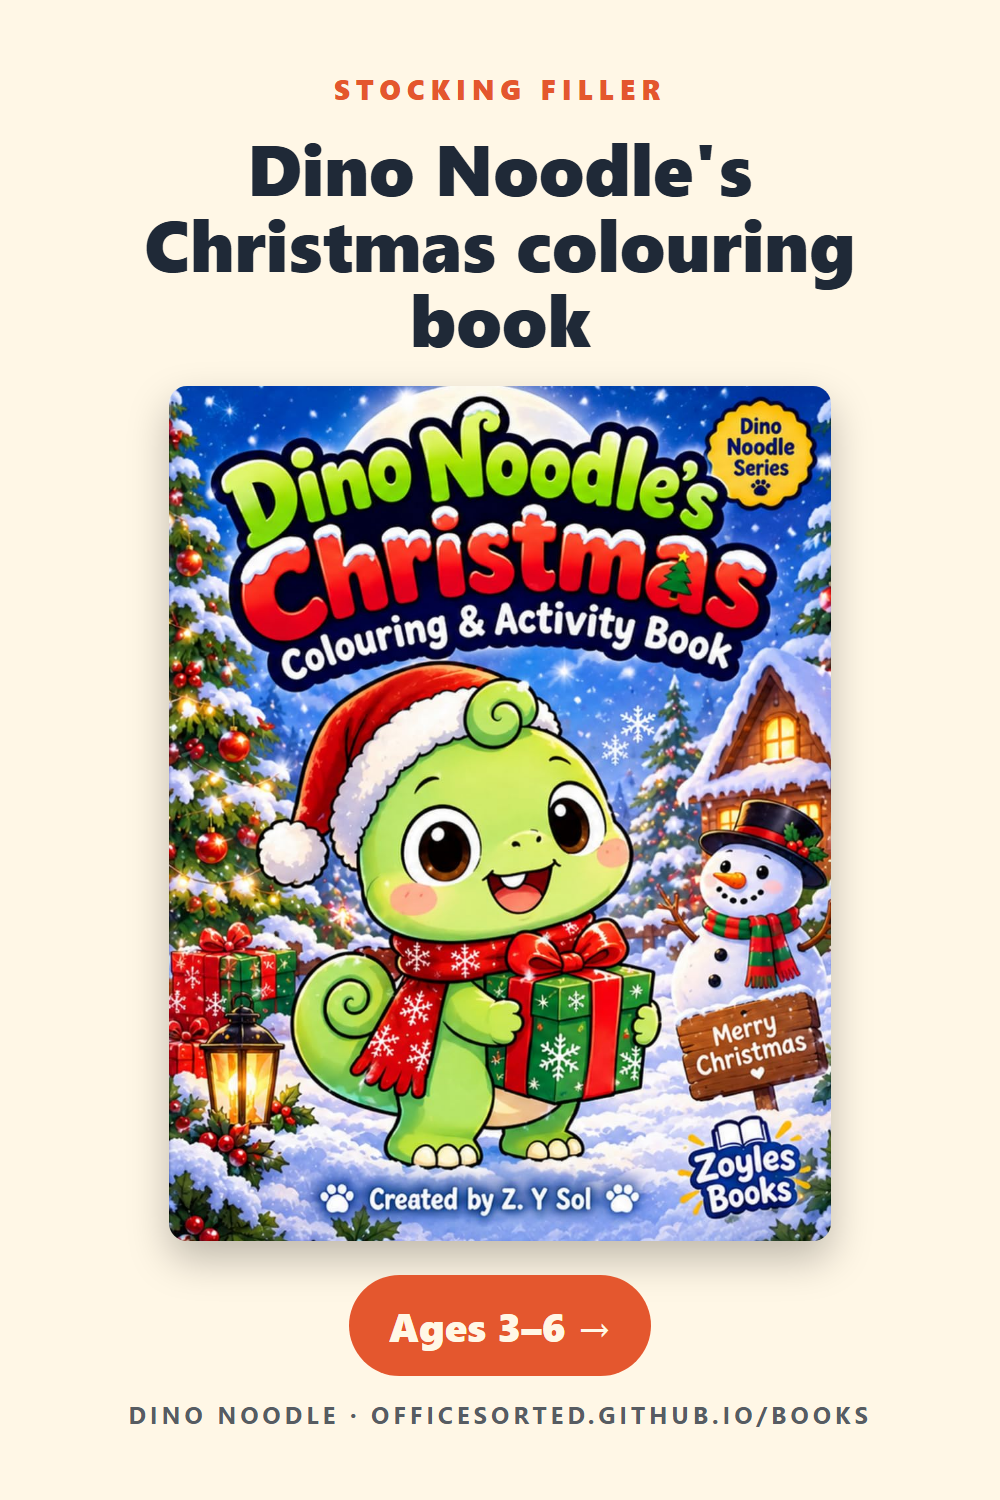 STOCKING FILLER
Dino Noodle's
Christmas colouring
book
Dino
Noodle
Series
Dino Noodle's
Christmas
Colouring & Activity Book
Merry
Christmas
Zoyles
Books
Created by Z. Y Sol
Ages 3–6 →
DINO NOODLE · OFFICESORTED.GITHUB.IO/BOOKS